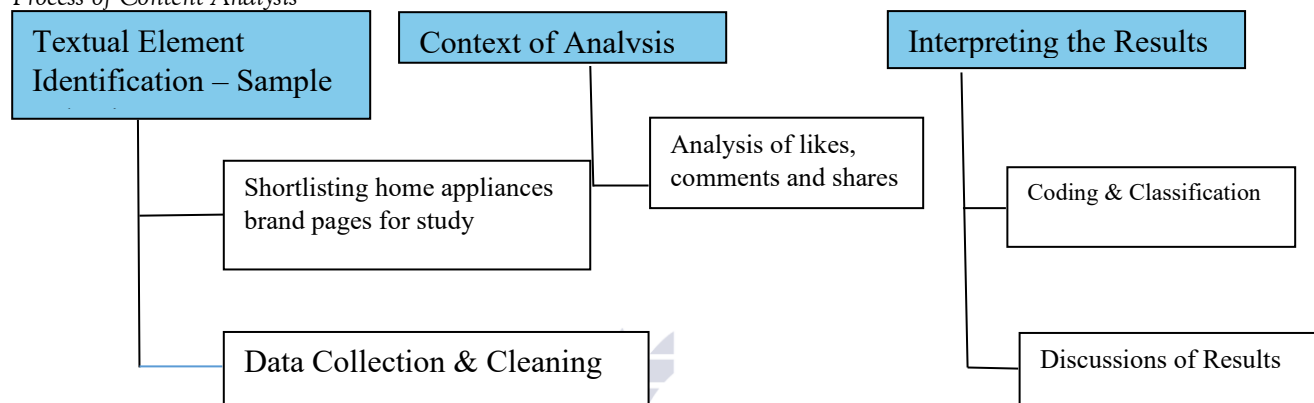 Process of Content Analysis
Textual Element
Identification – Sample
Context of Analysis
Interpreting the Results
Shortlisting home appliances
brand pages for study
Analysis of likes,
comments and shares
Coding & Classification
Data Collection & Cleaning
Discussions of Results